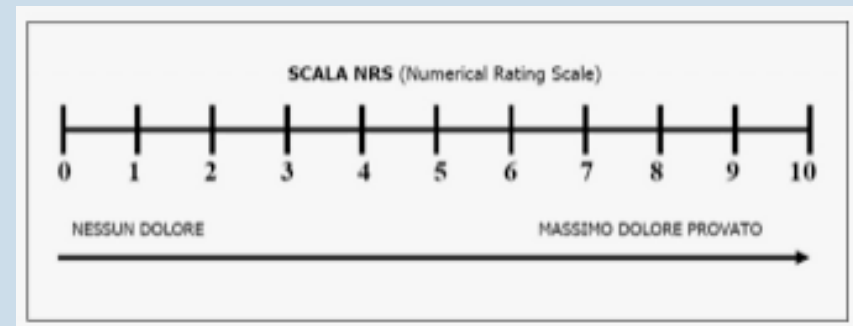 SCALA NRS (Numerical Rating Scale)
0 1 2 3 4 5 6 7 8 9 10
NESSUN DOLORE MASSIMO DOLORE PROVATO